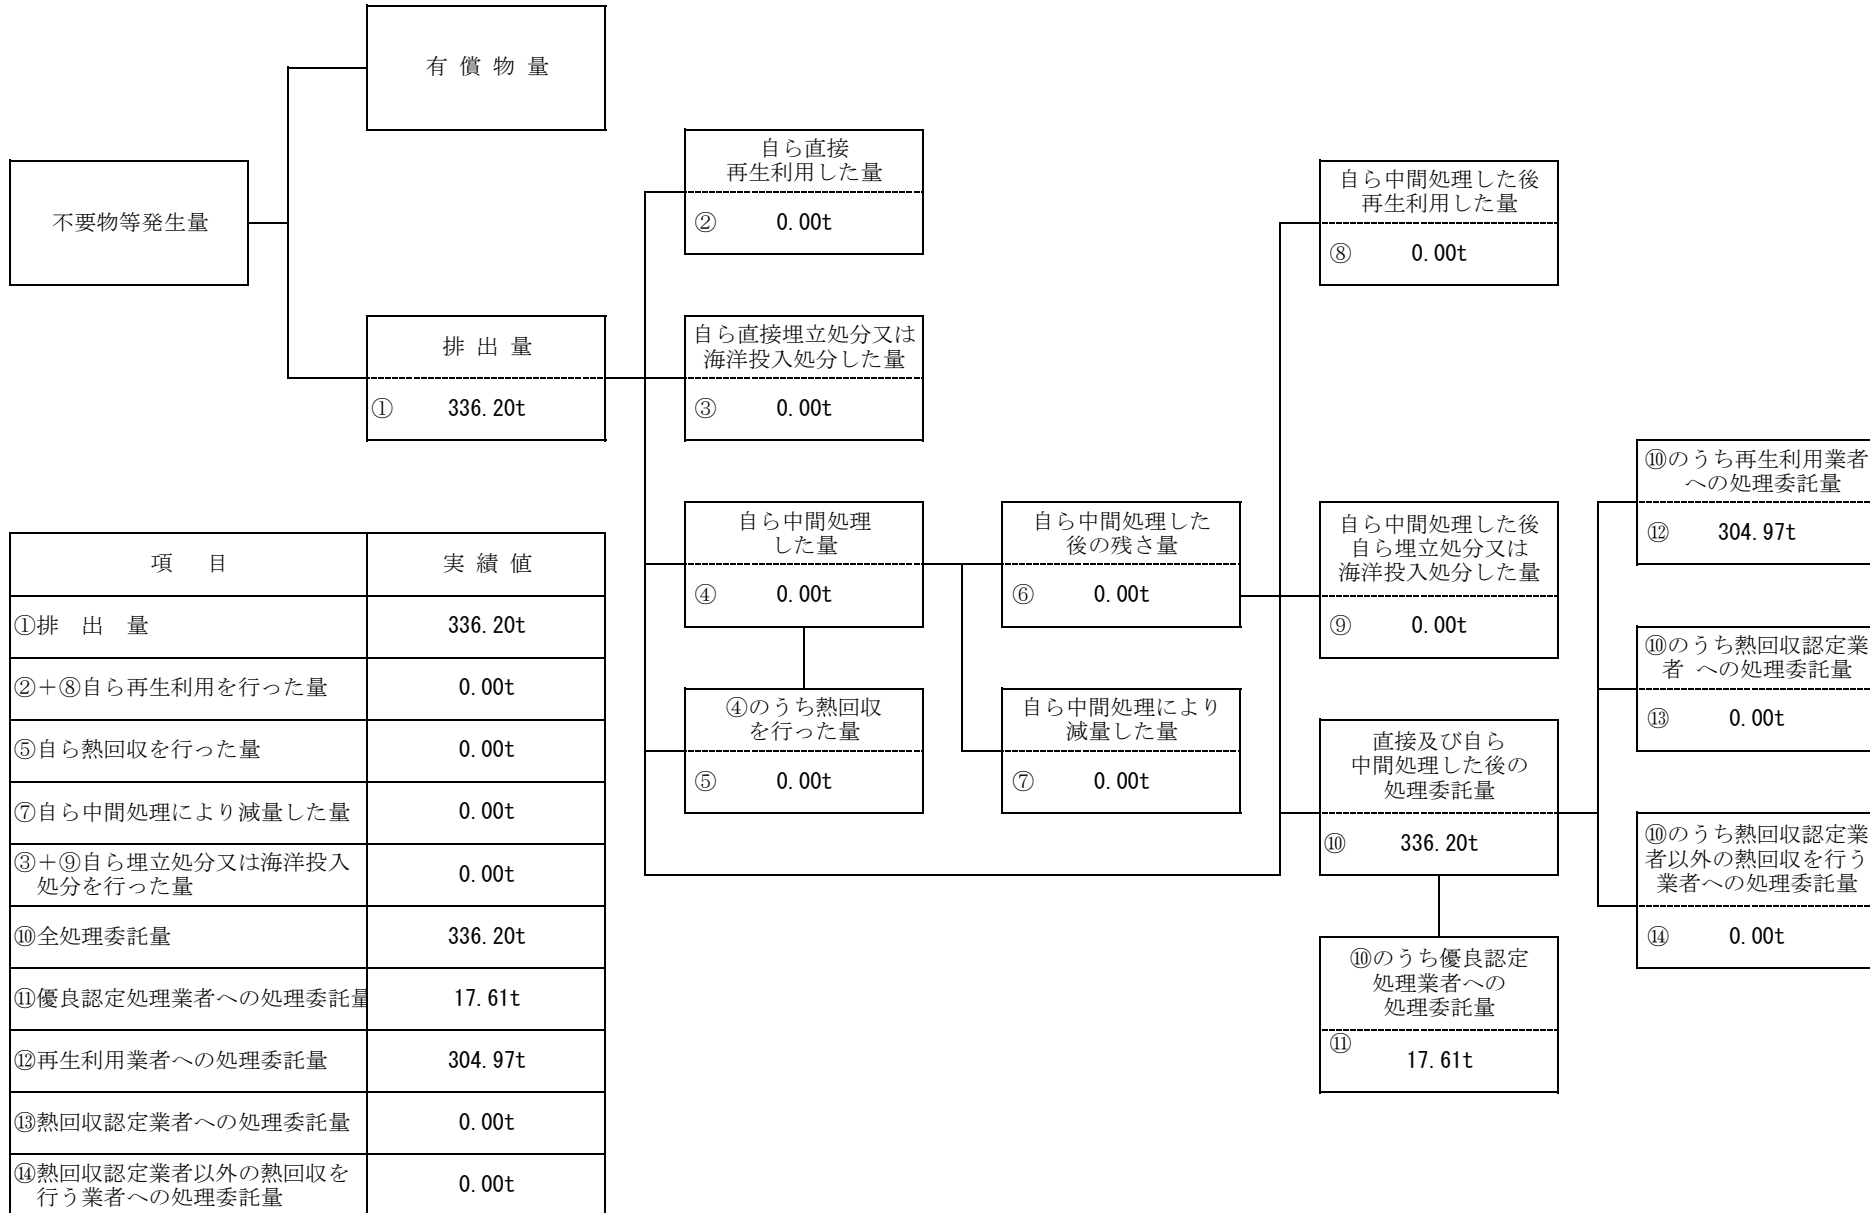 有 償 物 量
不要物等発生量
排 出 量
① 336.20t
自ら直接
再生利用した量
② 0.00t
自ら直接埋立処分又は
海洋投入処分した量
③ 0.00t
自ら中間処理
した量
④ 0.00t
④のうち熱回収
を行った量
⑤ 0.00t
自ら中間処理した
後の残さ量
⑥ 0.00t
自ら中間処理により
減量した量
⑦ 0.00t
自ら中間処理した後
再生利用した量
⑧ 0.00t
自ら中間処理した後
自ら埋立処分又は
海洋投入処分した量
⑨ 0.00t
直接及び自ら
中間処理した後の
処理委託量
⑩ 336.20t
⑩のうち優良認定
処理業者への
処理委託量
⑪ 17.61t
⑩のうち再生利用業者
への処理委託量
⑫ 304.97t
⑩のうち熱回収認定業
者 への処理委託量
⑬ 0.00t
⑩のうち熱回収認定業
者以外の熱回収を行う
業者への処理委託量
⑭ 0.00t
項 目 実 績 値
①排 出 量 336.20t
②+⑧自ら再生利用を行った量 0.00t
⑤自ら熱回収を行った量 0.00t
⑦自ら中間処理により減量した量 0.00t
③+⑨自ら埋立処分又は海洋投入
処分を行った量 0.00t
⑩全処理委託量 336.20t
⑪優良認定処理業者への処理委託量 17.61t
⑫再生利用業者への処理委託量 304.97t
⑬熱回収認定業者への処理委託量 0.00t
⑭熱回収認定業者以外の熱回収を
行う業者への処理委託量 0.00t